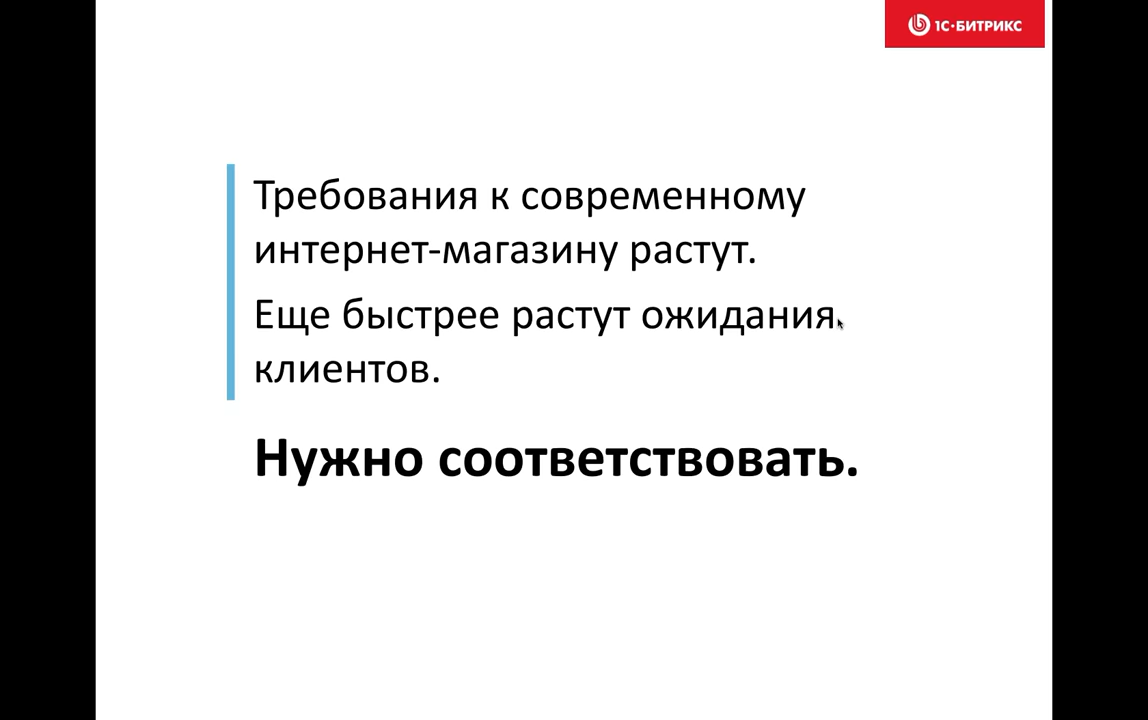 1С-БИТРИКС
Требования к современному
интернет-магазину растут.
Еще быстрее растут ожидания
клиентов.
Нужно соответствовать.